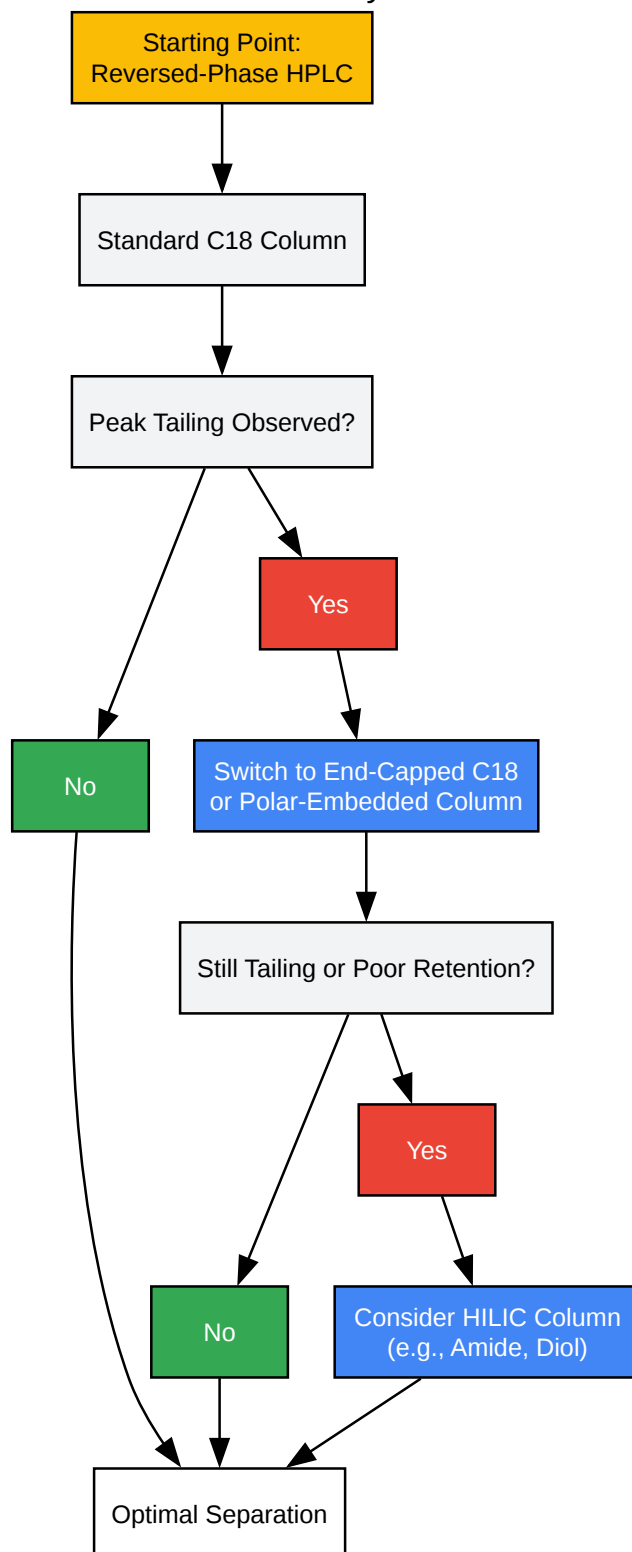 Starting Point:
Reversed-Phase HPLC
Standard C18 Column
Peak Tailing Observed?
Yes
No
Switch to End-Capped C18
or Polar-Embedded Column
Still Tailing or Poor Retention?
Yes
No
Consider HILIC Column
(e.g., Amide, Diol)
Optimal Separation